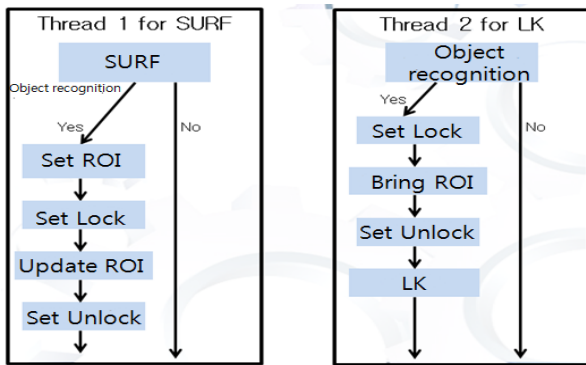 Thread 1 for SURF
SURF
Object recognition
Yes
No
Set ROI
Set Lock
Update ROI
Set Unlock
Thread 2 for LK
Object
recognition
Yes
No
Set Lock
Bring ROI
Set Unlock
LK